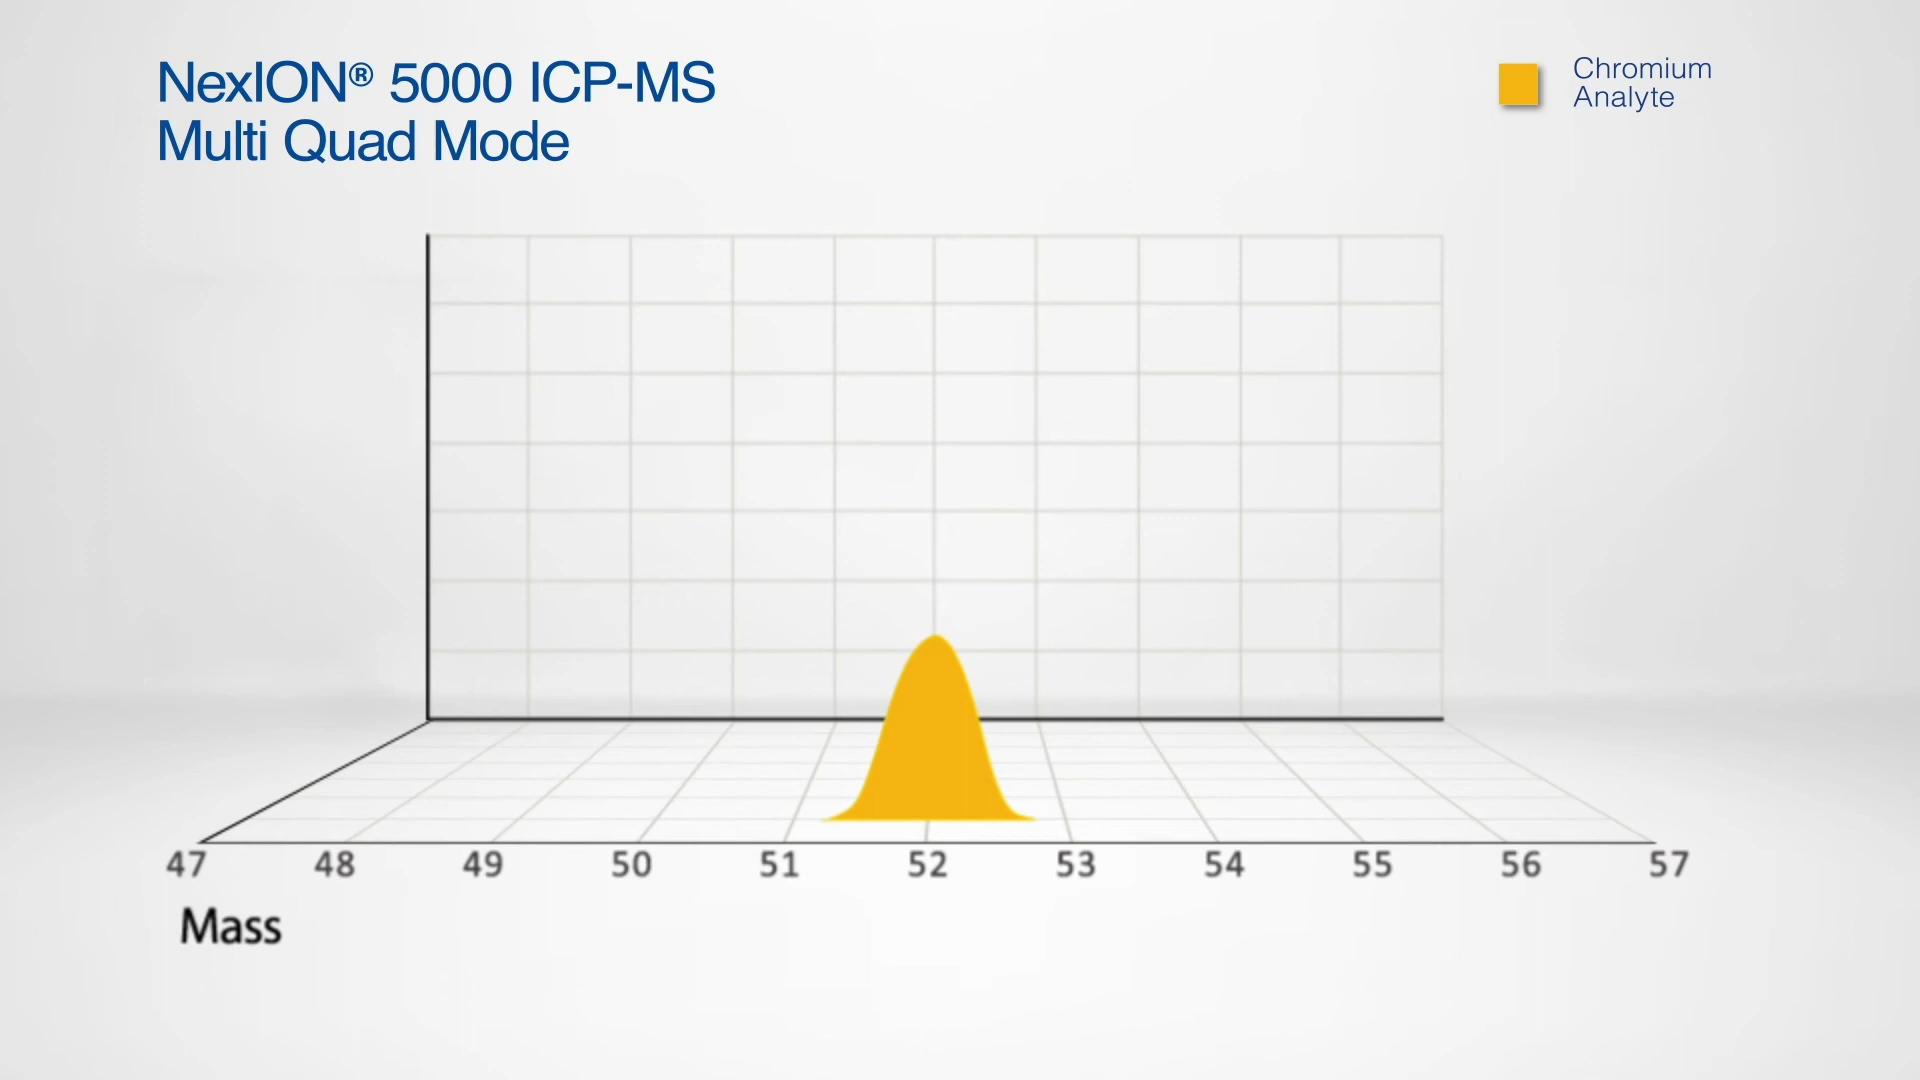 NexION® 5000 ICP-MS
Multi Quad Mode
Chromium
Analyte
47 48 49 50 51 52 53 54 55 56 57
Mass